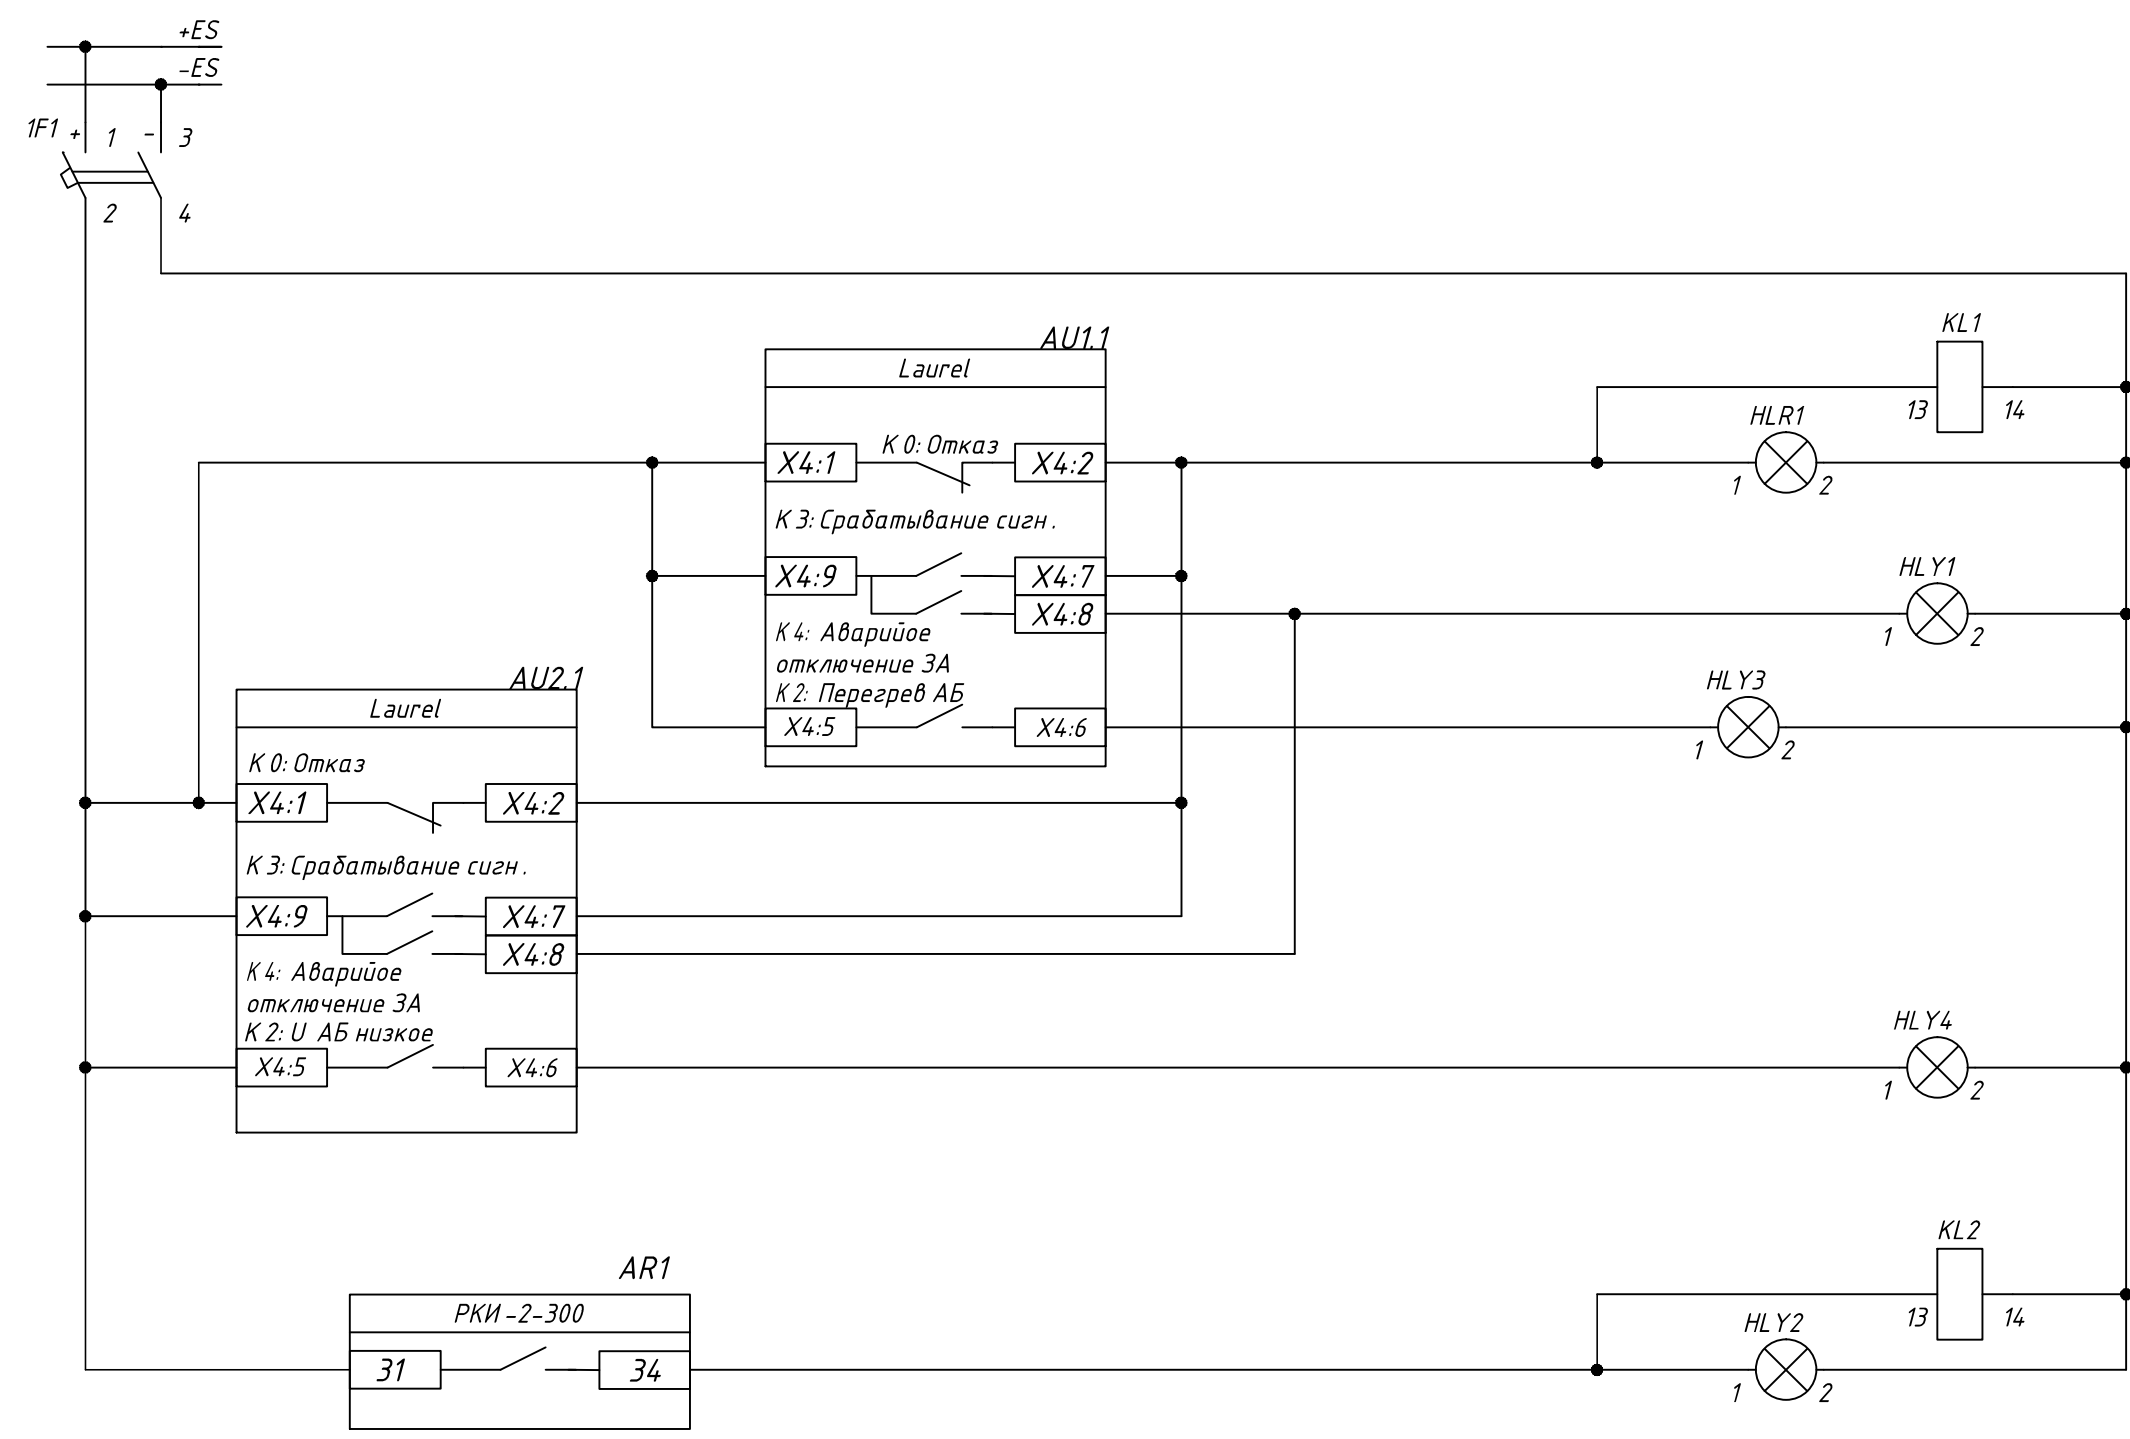 +ES
-ES
1F1 + 1 - 3
2 4
AU1.1
Laurel
KL1
13 14
HLR1
К 0: Отказ
X4:1 X4:2
1 2
К 3: Срабатывание сигн.
X4:9 X4:7
X4:8
HLY1
1 2
К 4: Аварийое
отключение ЗА
К 2: Перегрев АБ
X4:5 X4:6
HLY3
1 2
AU2.1
Laurel
К 0: Отказ
X4:1 X4:2
К 3: Срабатывание сигн.
X4:9 X4:7
X4:8
К 4: Аварийое
отключение ЗА
К 2: U АБ низкое
X4:5 X4:6
HLY4
1 2
AR1
РКИ-2-300
31 34
KL2
13 14
HLY2
1 2